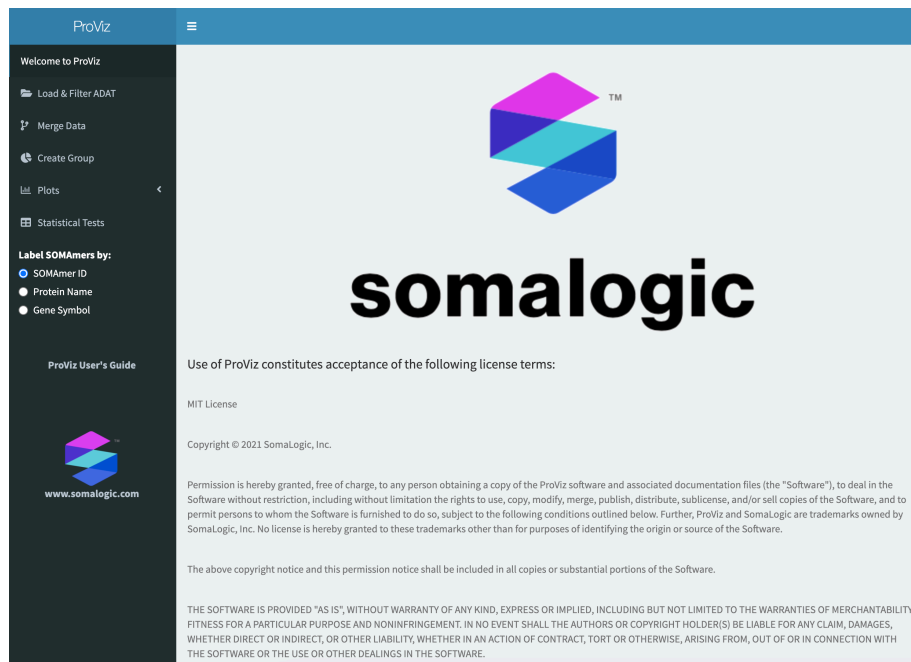 ProViz
Welcome to ProViz
Load & Filter ADAT
Merge Data
Create Group
Plots
Statistical Tests
Label SOMAmers by:
SOMAmer ID
Protein Name
Gene Symbol
ProViz User's Guide
TM
www.somalogic.com
TM
somalogic
Use of ProViz constitutes acceptance of the following license terms:
MIT License
Copyright © 2021 SomaLogic, Inc.
Permission is hereby granted, free of charge, to any person obtaining a copy of the ProViz software and associated documentation files (the "Software"), to deal in the
Software without restriction, including without limitation the rights to use, copy, modify, merge, publish, distribute, sublicense, and/or sell copies of the Software, and to
permit persons to whom the Software is furnished to do so, subject to the following conditions outlined below. Further, ProViz and SomaLogic are trademarks owned by
SomaLogic, Inc. No license is hereby granted to these trademarks other than for purposes of identifying the origin or source of the Software.
The above copyright notice and this permission notice shall be included in all copies or substantial portions of the Software.
THE SOFTWARE IS PROVIDED "AS IS", WITHOUT WARRANTY OF ANY KIND, EXPRESS OR IMPLIED, INCLUDING BUT NOT LIMITED TO THE WARRANTIES OF MERCHANTABILITY
FITNESS FOR A PARTICULAR PURPOSE AND NONINFRINGEMENT. IN NO EVENT SHALL THE AUTHORS OR COPYRIGHT HOLDER(S) BE LIABLE FOR ANY CLAIM, DAMAGES,
WHETHER DIRECT OR INDIRECT, OR OTHER LIABILITY, WHETHER IN AN ACTION OF CONTRACT, TORT OR OTHERWISE, ARISING FROM, OUT OF OR IN CONNECTION WITH
THE SOFTWARE OR THE USE OR OTHER DEALINGS IN THE SOFTWARE.